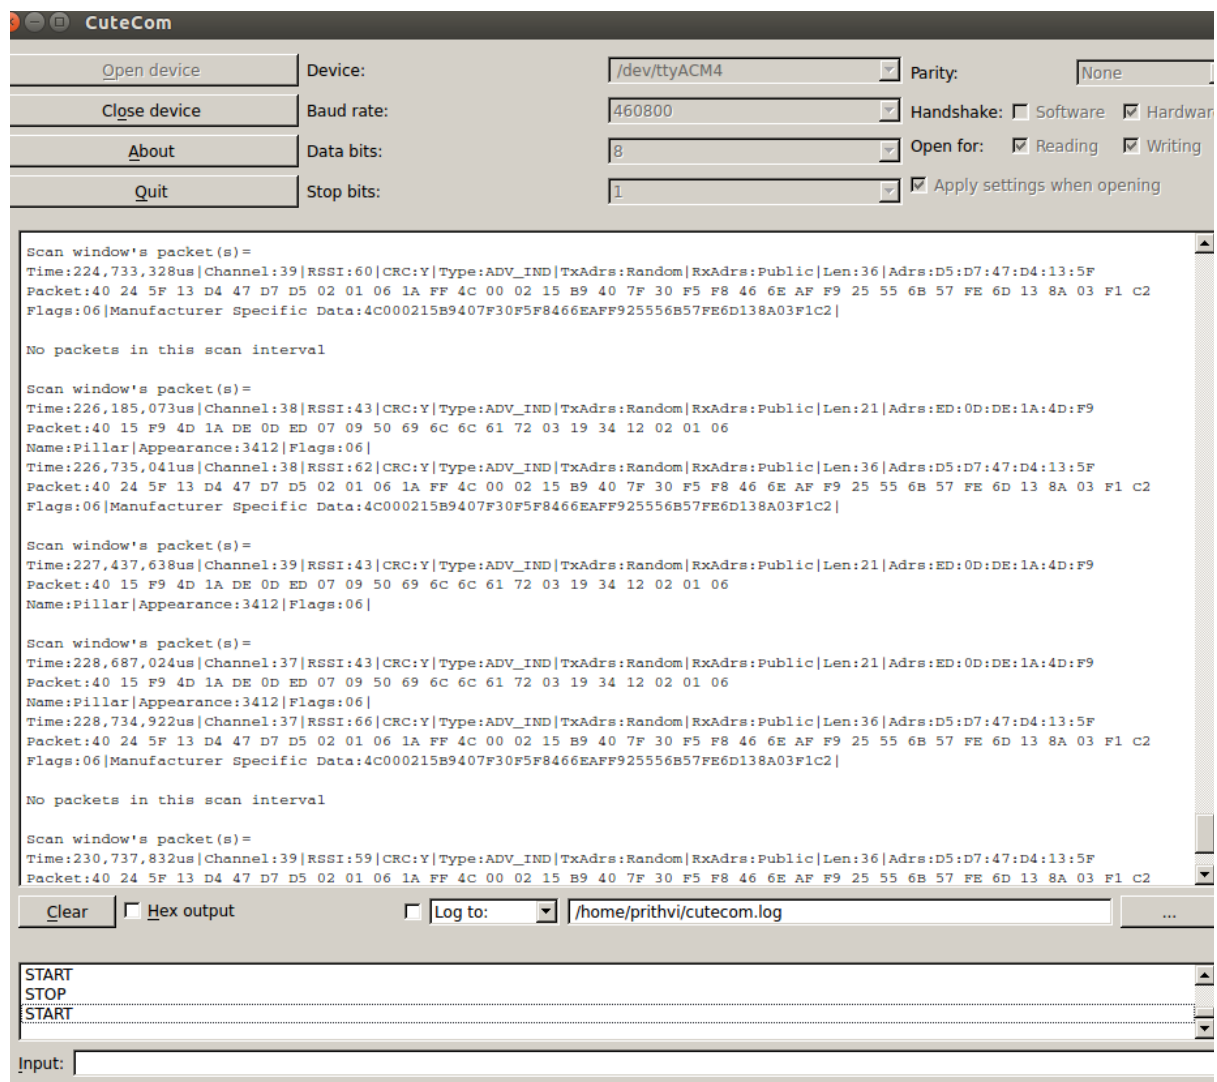 CuteCom
Open device Device: /dev/ttyACM4 Parity: None
Close device Baud rate: 460800 Handshake: Software Hardwar
About Data bits: 8 Open for: Reading Writing
Quit Stop bits: 1 Apply settings when opening
Scan window's packet(s)=
Time:224,733,328us|Channel:39|RSSI:60|CRC:Y|Type:ADV_IND|TxAdrs:Random|RxAdrs:Public|Len:36|Adrs:D5:D7:47:D4:13:5F
Packet:40 24 5F 13 D4 47 D7 D5 02 01 06 1A FF 4C 00 02 15 B9 40 7F 30 F5 F8 46 6E AF F9 25 55 6B 57 FE 6D 13 8A 03 F1 C2
Flags:06|Manufacturer Specific Data:4C000215B9407F30F5F8466EAFF925556B57FE6D138A03F1C2|
No packets in this scan interval
Scan window's packet(s)=
Time:226,185,073us|Channel:38|RSSI:43|CRC:Y|Type:ADV_IND|TxAdrs:Random|RxAdrs:Public|Len:21|Adrs:ED:0D:DE:1A:4D:F9
Packet:40 15 F9 4D 1A DE 0D ED 07 09 50 69 6C 6C 61 72 03 19 34 12 02 01 06
Name:Pillar|Appearance:3412|Flags:06|
Time:226,735,041us|Channel:38|RSSI:62|CRC:Y|Type:ADV_IND|TxAdrs:Random|RxAdrs:Public|Len:36|Adrs:D5:D7:47:D4:13:5F
Packet:40 24 5F 13 D4 47 D7 D5 02 01 06 1A FF 4C 00 02 15 B9 40 7F 30 F5 F8 46 6E AF F9 25 55 6B 57 FE 6D 13 8A 03 F1 C2
Flags:06|Manufacturer Specific Data:4C000215B9407F30F5F8466EAFF925556B57FE6D138A03F1C2|
Scan window's packet(s)=
Time:227,437,638us|Channel:39|RSSI:43|CRC:Y|Type:ADV_IND|TxAdrs:Random|RxAdrs:Public|Len:21|Adrs:ED:0D:DE:1A:4D:F9
Packet:40 15 F9 4D 1A DE 0D ED 07 09 50 69 6C 6C 61 72 03 19 34 12 02 01 06
Name:Pillar|Appearance:3412|Flags:06|
Scan window's packet(s)=
Time:228,687,024us|Channel:37|RSSI:43|CRC:Y|Type:ADV_IND|TxAdrs:Random|RxAdrs:Public|Len:21|Adrs:ED:0D:DE:1A:4D:F9
Packet:40 15 F9 4D 1A DE 0D ED 07 09 50 69 6C 6C 61 72 03 19 34 12 02 01 06
Name:Pillar|Appearance:3412|Flags:06|
Time:228,734,922us|Channel:37|RSSI:66|CRC:Y|Type:ADV_IND|TxAdrs:Random|RxAdrs:Public|Len:36|Adrs:D5:D7:47:D4:13:5F
Packet:40 24 5F 13 D4 47 D7 D5 02 01 06 1A FF 4C 00 02 15 B9 40 7F 30 F5 F8 46 6E AF F9 25 55 6B 57 FE 6D 13 8A 03 F1 C2
Flags:06|Manufacturer Specific Data:4C000215B9407F30F5F8466EAFF925556B57FE6D138A03F1C2|
No packets in this scan interval
Scan window's packet(s)=
Time:230,737,832us|Channel:39|RSSI:59|CRC:Y|Type:ADV_IND|TxAdrs:Random|RxAdrs:Public|Len:36|Adrs:D5:D7:47:D4:13:5F
Packet:40 24 5F 13 D4 47 D7 D5 02 01 06 1A FF 4C 00 02 15 B9 40 7F 30 F5 F8 46 6E AF F9 25 55 6B 57 FE 6D 13 8A 03 F1 C2
Clear Hex output Log to: /home/prithvi/cutecom.log ...
START
STOP
START
Input: